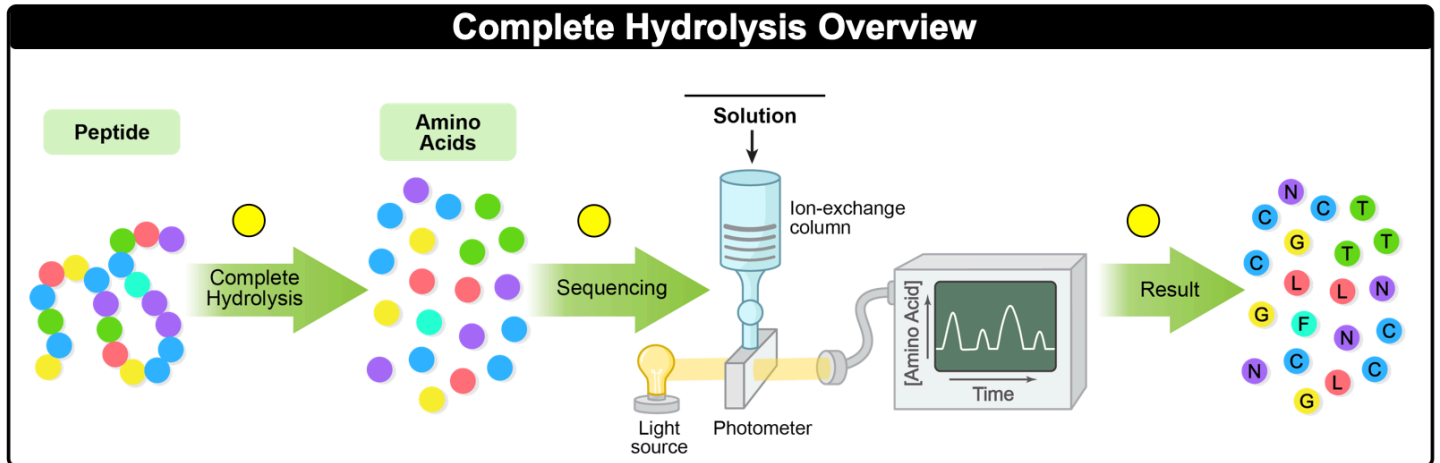 Complete Hydrolysis Overview
Peptide
Complete
Hydrolysis
Amino
Acids
Sequencing
Solution
Ion-exchange
column
Light
source
Photometer
[Amino Acid]
Time
Result
N
C
C
T
G
T
T
C
L
L
N
G
F
N
C
C
N
L
C
G